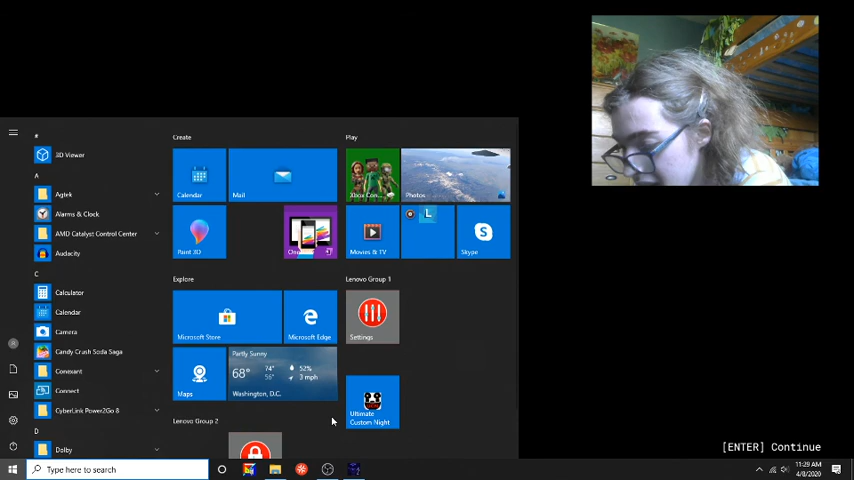 Create
Play
#
3D Viewer
A
Agtek
Alarms & Clock
AMD Catalyst Control Center
Audacity
C
Calculator
Calendar
Camera
Candy Crush Soda Saga
Conexant
Connect
CyberLink Power2Go 8
D
Dolby
Calendar
Mail
Photos
Paint 3D
Movies & TV
L
Skype
Explore
Lenovo Group 1
Microsoft Store
Microsoft Edge
Settings
Maps
Partly Sunny
68°
74°
56°
52%
3 mph
Washington, D.C.
Ultimate
Custom Night
Lenovo Group 2
[ENTER] Continue
Type here to search
11:29 AM
4/8/2020